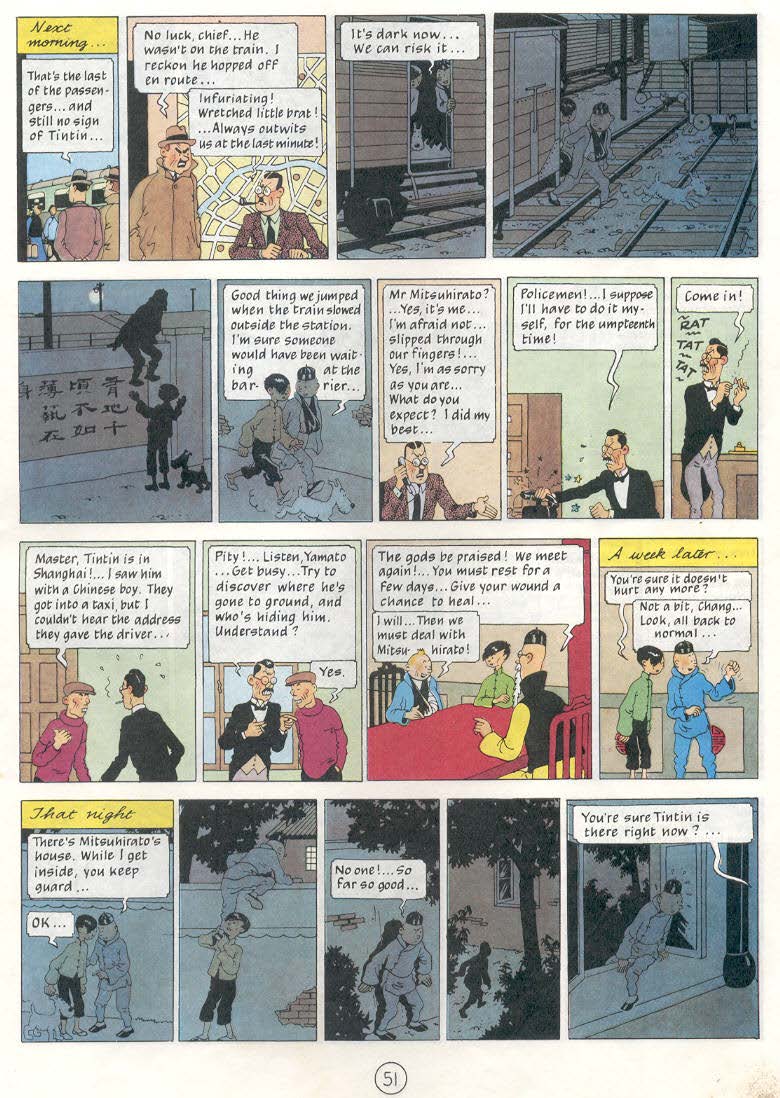 Next
morning...
That's the last
of the passen-
gers... and
still no sign
of Tintin...
No luck, chief... He
wasn't on the train. I
reckon he hopped off
en route...
Infuriating!
Wretched little brat!
...Always outwits
us at the last minute!
It's dark now...
We can risk it...
有地十
頃不如
薄藝在
身
Good thing we jumped
when the train slowed
outside the station.
I'm sure someone
would have been wait-
ing at the
bar- rier...
Mr Mitsuhirato?
...Yes, it's me...
I'm afraid not...
slipped through
our fingers!...
Yes, I'm as sorry
as you are...
What do you
expect? I did my
best...
Policemen!...I suppose
I'll have to do it my-
self, for the umpteenth
time!
Come in!
RAT
TAT
TAT
Master, Tintin is in
Shanghai!... I saw him
with a Chinese boy. They
got into a taxi, but I
couldn't hear the address
they gave the driver...
Pity!... Listen, Yamato
...Get busy...Try to
discover where he's
gone to ground, and
who's hiding him.
Understand?
Yes.
The gods be praised! We meet
again!...You must rest for a
few days... Give your wound a
chance to heal...
I will... Then we
must deal with
Mitsu- hirato!
A week later...
You're sure it doesn't
hurt any more?
Not a bit, Chang...
Look, all back to
normal...
That night
There's Mitsuhirato's
house. While I get
inside, you keep
guard...
OK...
No one!...So
far so good...
You're sure Tintin is
there right now?...
51